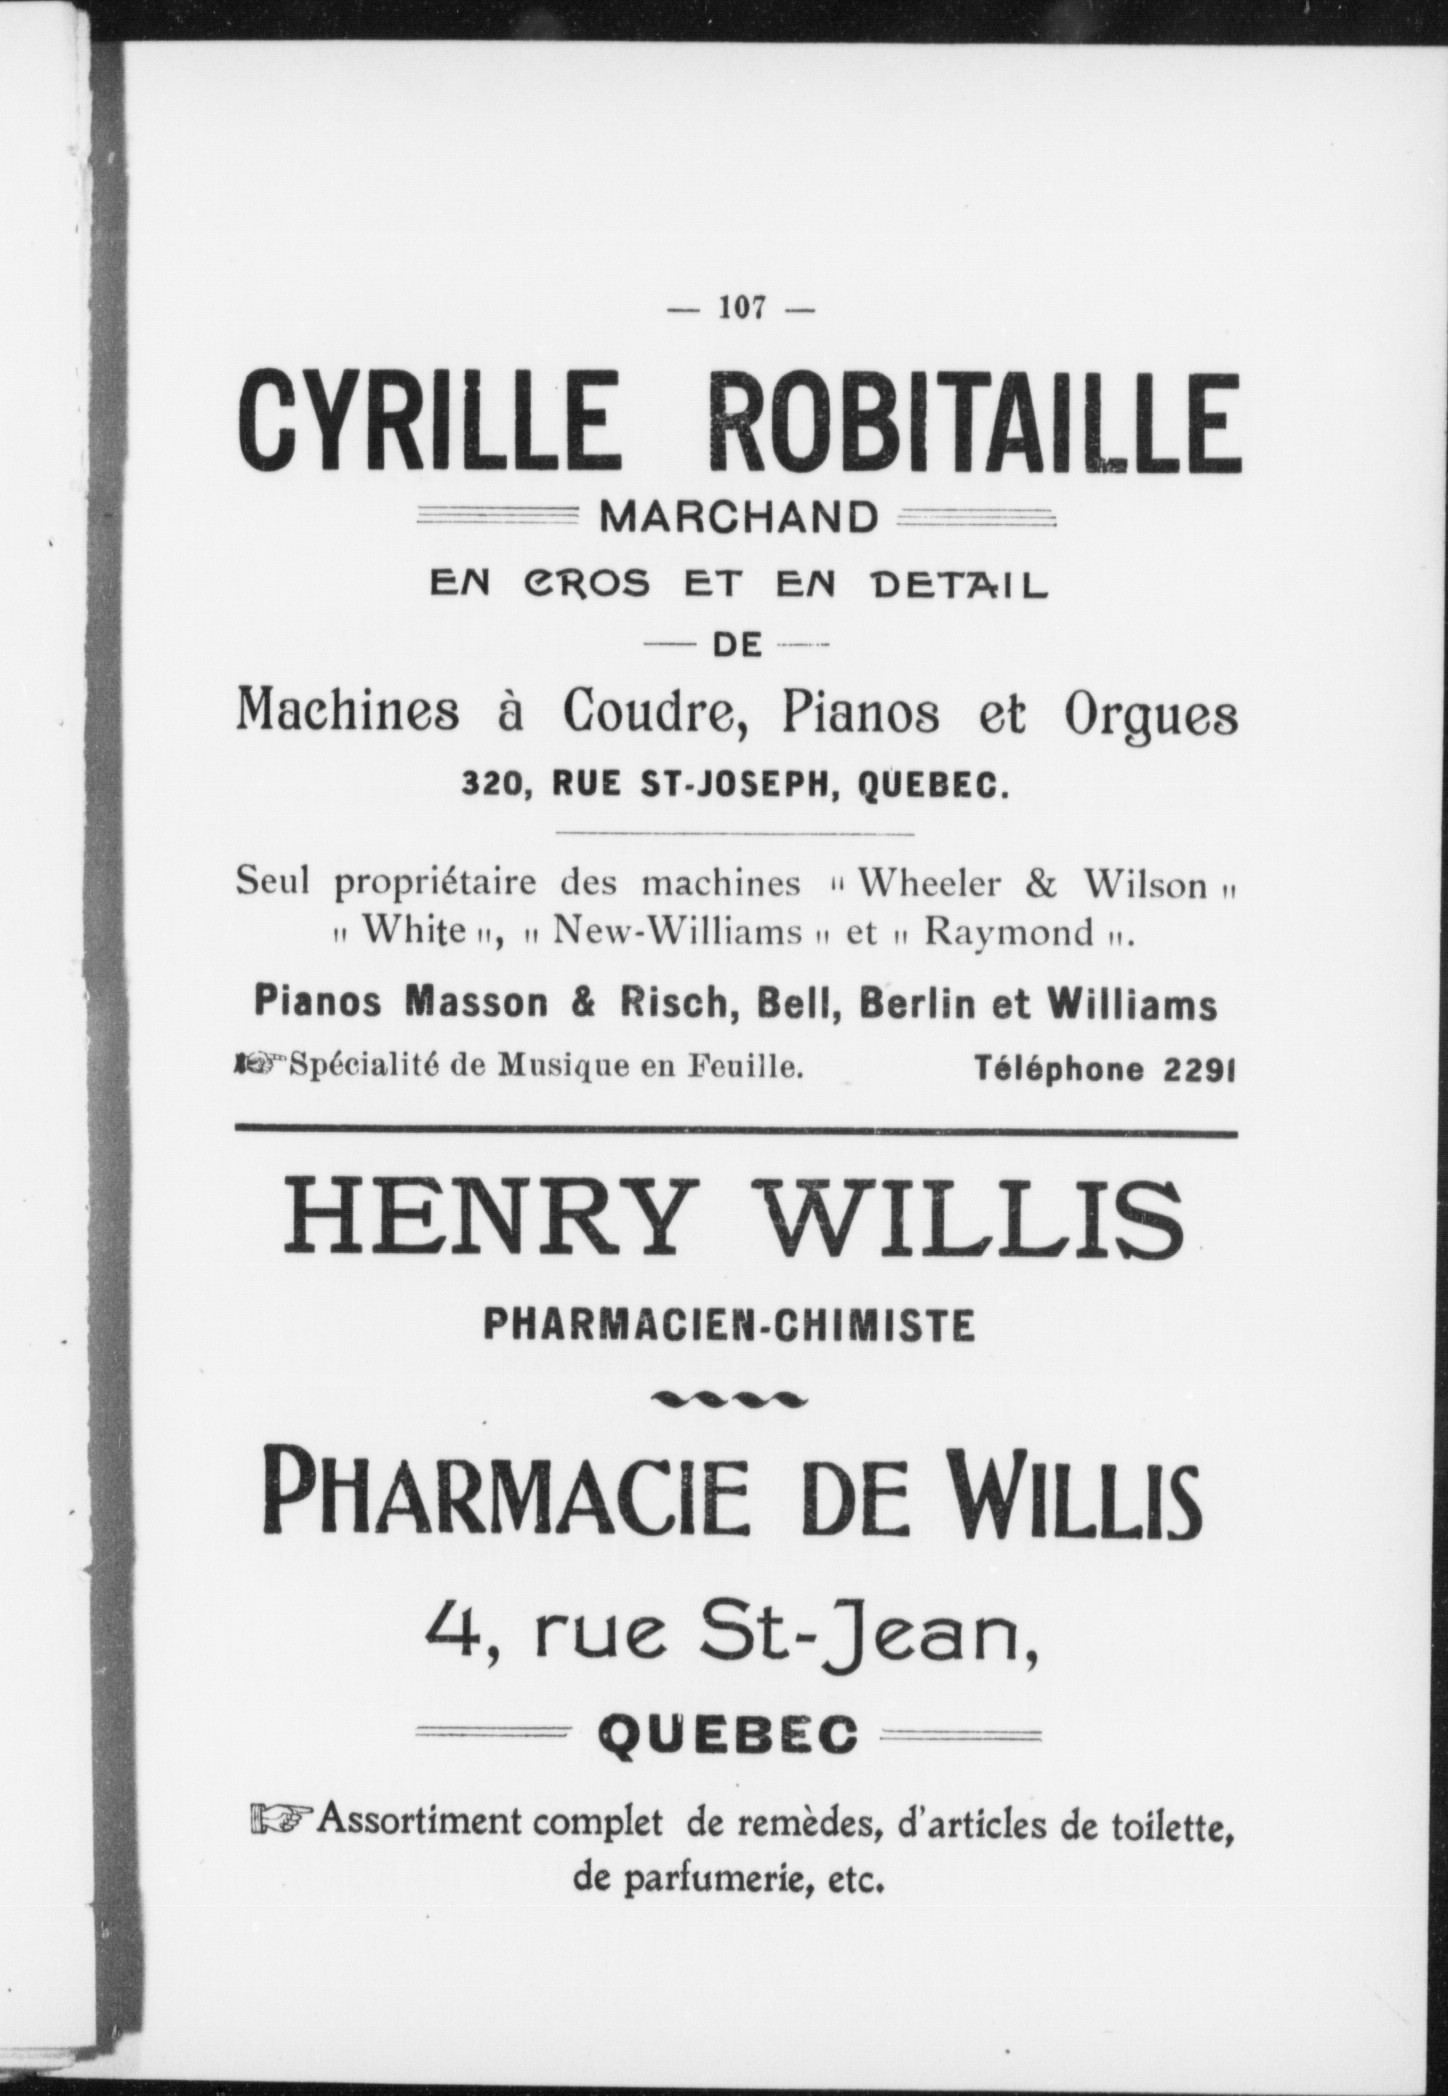 — 107 —
CYRILLE ROBITAILLE
MARCHAND
EN GROS ET EN DETAIL
— DE —
Machines à Coudre, Pianos et Orgues
320, RUE ST-JOSEPH, QUEBEC.
Seul propriétaire des machines " Wheeler & Wilson "
" White ", " New-Williams " et " Raymond ".
Pianos Masson & Risch, Bell, Berlin et Williams
☞ Spécialité de Musique en Feuille. Téléphone 2291
HENRY WILLIS
PHARMACIEN-CHIMISTE
PHARMACIE DE WILLIS
4, rue St-Jean,
QUEBEC
☞ Assortiment complet de remèdes, d'articles de toilette,
de parfumerie, etc.